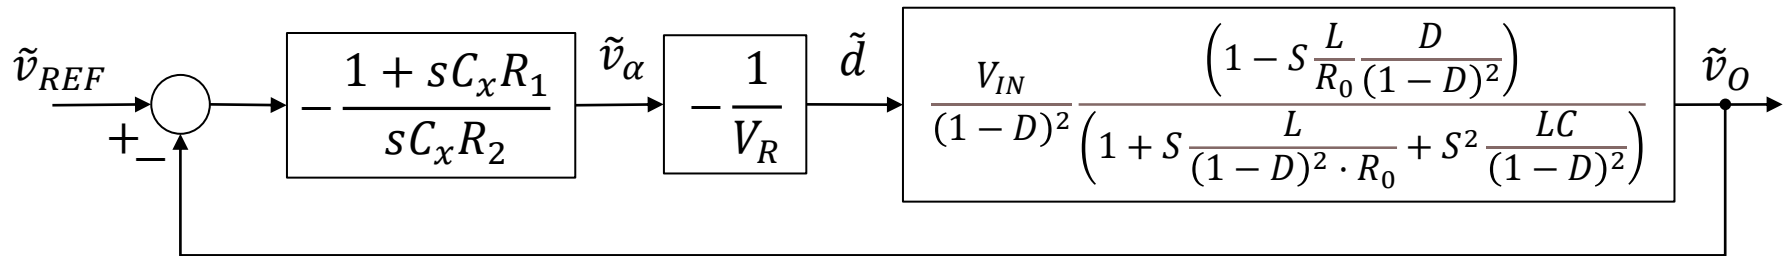 ṽ_REF
+
−
− (1 + sC_xR_1) / (sC_xR_2)
ṽ_α
− 1 / V_R
d̃
V_IN / (1 − D)^2 (1 − S L/R_0 D/(1 − D)^2) / (1 + S L/((1 − D)^2 · R_0) + S^2 LC/(1 − D)^2)
ṽ_O